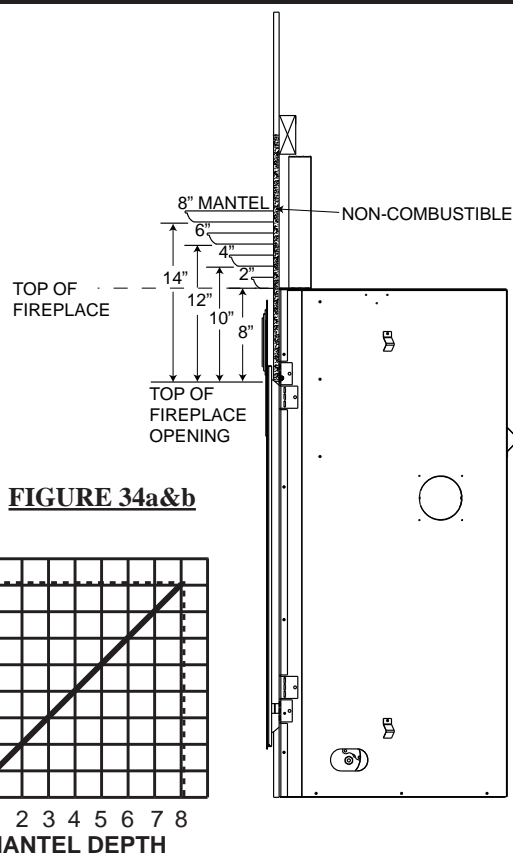 8” MANTEL
NON-COMBUSTIBLE
6”
4”
2”
TOP OF
FIREPLACE
14”
12”
10”
8”
TOP OF
FIREPLACE
OPENING
FIGURE 34a&b
2 3 4 5 6 7 8
MANTEL DEPTH